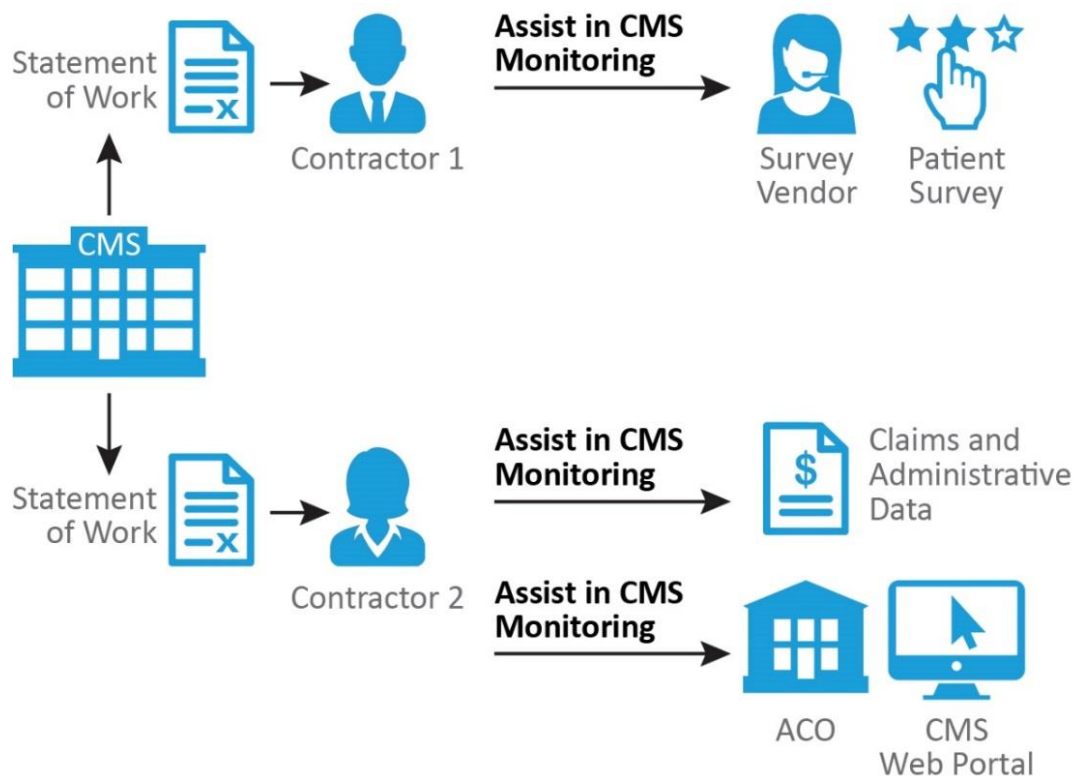 Statement
of Work
x
Contractor 1
Assist in CMS
Monitoring
Survey
Vendor
Patient
Survey
CMS
Statement
of Work
x
Contractor 2
Assist in CMS
Monitoring
$
Claims and
Administrative
Data
Assist in CMS
Monitoring
ACO
CMS
Web Portal